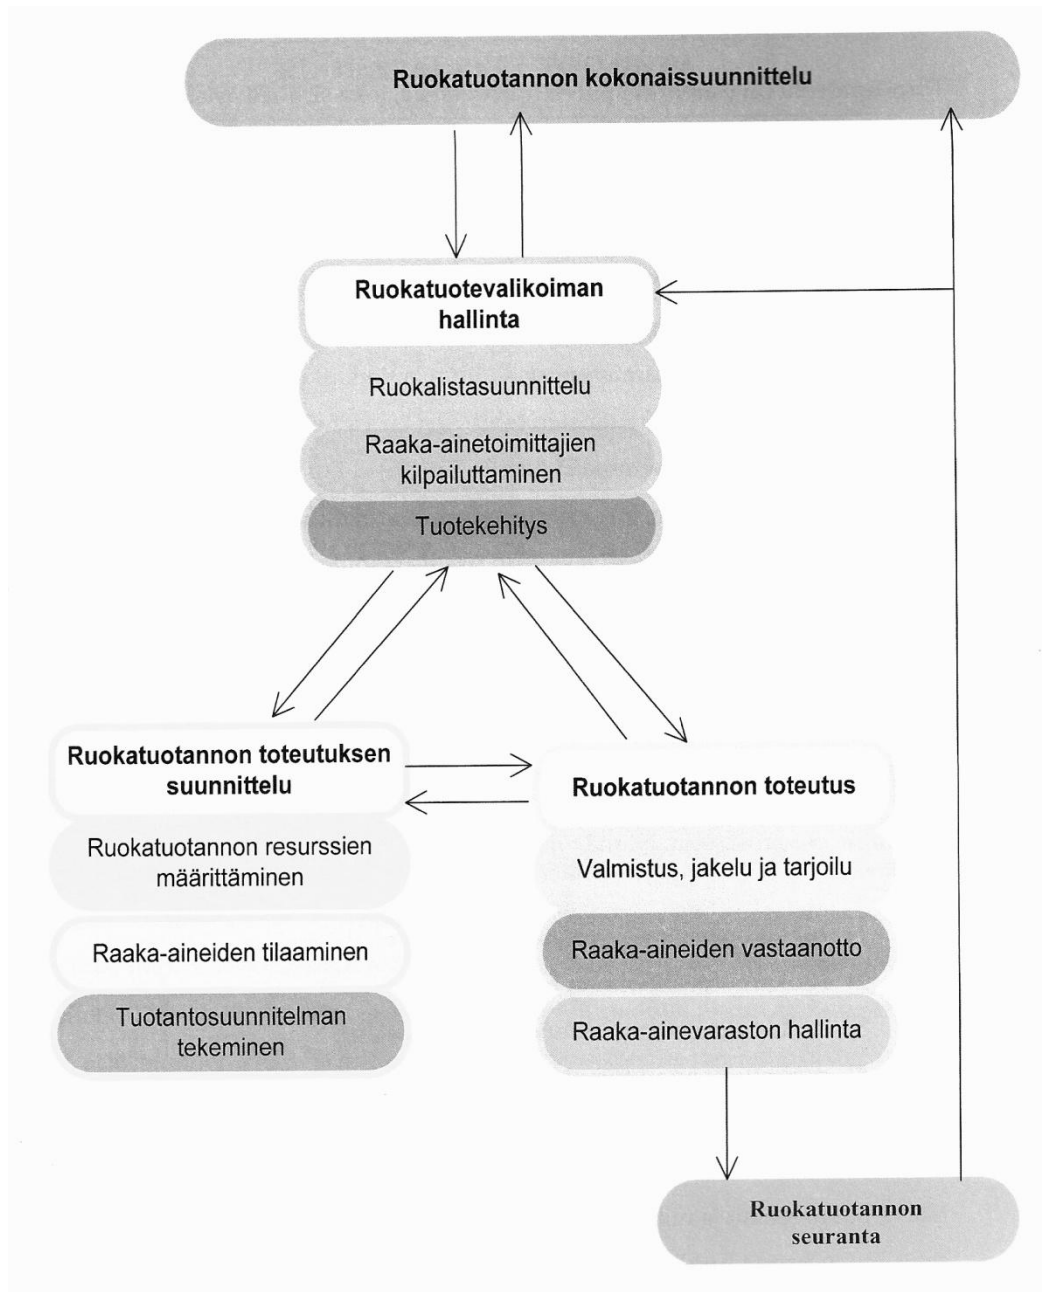 Ruokatuotannon kokonaissuunnittelu
Ruokatuotevalikoiman
hallinta
Ruokalistasuunnittelu
Raaka-ainetoimittajien
kilpailuttaminen
Tuotekehitys
Ruokatuotannon toteutuksen
suunnittelu
Ruokatuotannon resurssien
määrittäminen
Raaka-aineiden tilaaminen
Tuotantosuunnitelman
tekeminen
Ruokatuotannon toteutus
Valmistus, jakelu ja tarjoilu
Raaka-aineiden vastaanotto
Raaka-ainevaraston hallinta
Ruokatuotannon
seuranta